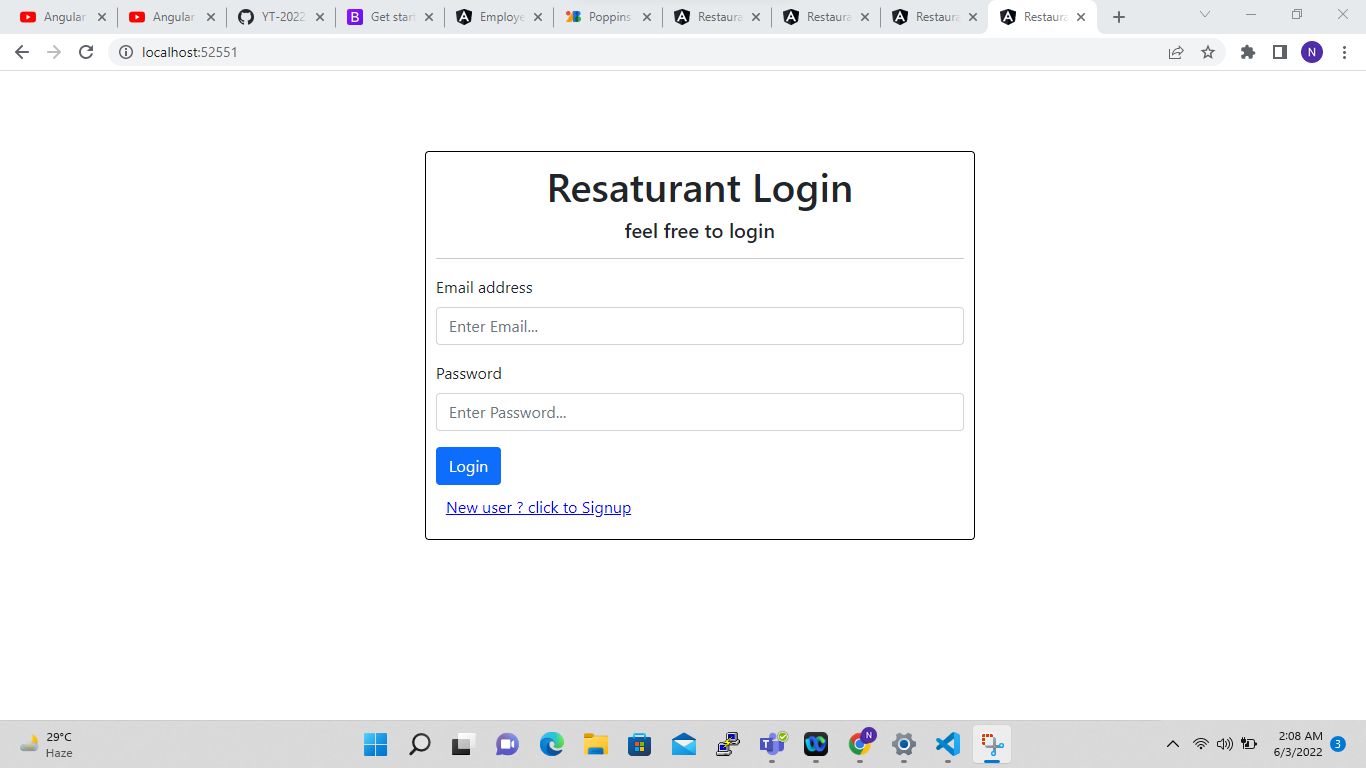 Angular
Angular
YT-2022
B Get start
Employe
Poppins
Restaura
Restaura
Restaura
Restaura
localhost:52551
N
Resaturant Login
feel free to login
Email address
Enter Email...
Password
Enter Password...
Login
New user ? click to Signup
29°C
Haze
N
2:08 AM
6/3/2022
3